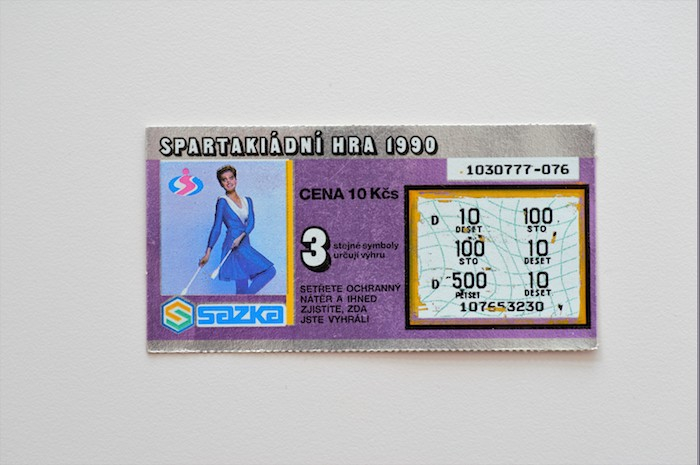 SPARTAKIÁDNÍ HRA 1990
1030777-076
CENA 10 Kčs
3 stejné symboly
určují výhru
SETŘETE OCHRANNÝ
NÁTĚR A IHNED
ZJISTÍTE, ZDA
JSTE VYHRÁLI
sazka
D 10 100
DESET STO
100 10
STO DESET
D 500 10
PĚTSET DESET
107653230